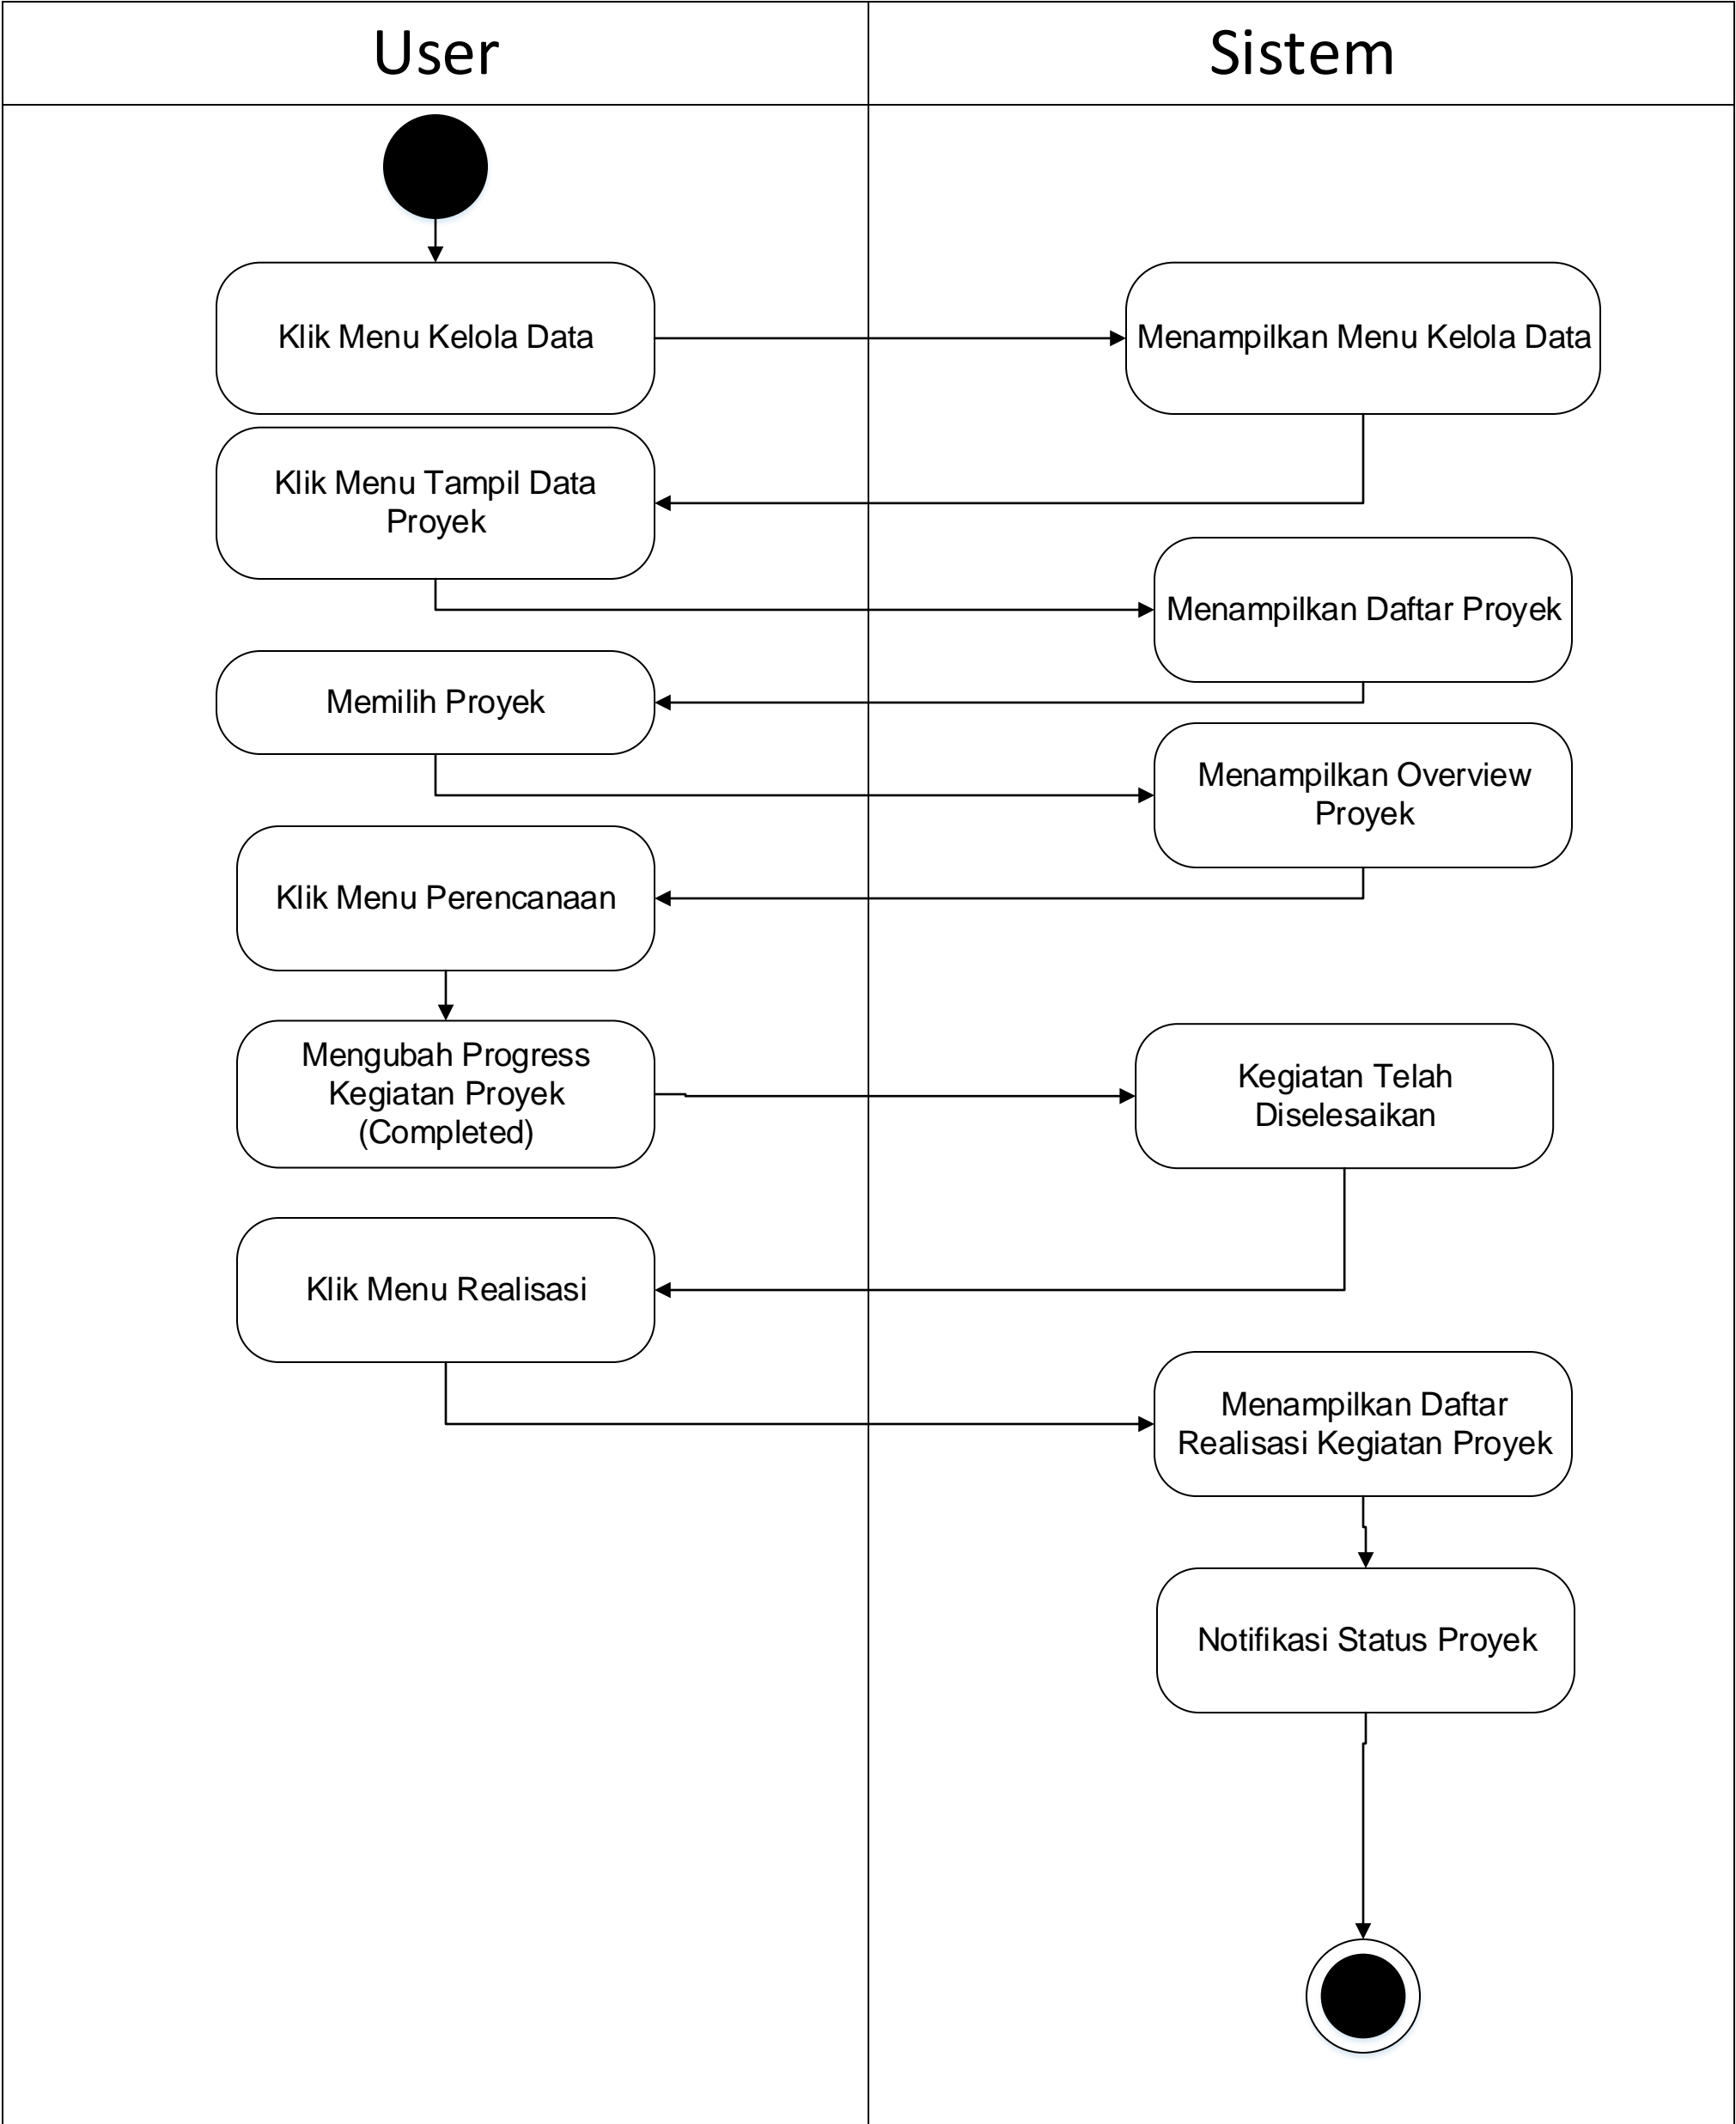 User
Sistem
Klik Menu Kelola Data
Menampilkan Menu Kelola Data
Klik Menu Tampil Data
Proyek
Menampilkan Daftar Proyek
Memilih Proyek
Menampilkan Overview
Proyek
Klik Menu Perencanaan
Mengubah Progress
Kegiatan Proyek
(Completed)
Kegiatan Telah
Diselesaikan
Klik Menu Realisasi
Menampilkan Daftar
Realisasi Kegiatan Proyek
Notifikasi Status Proyek